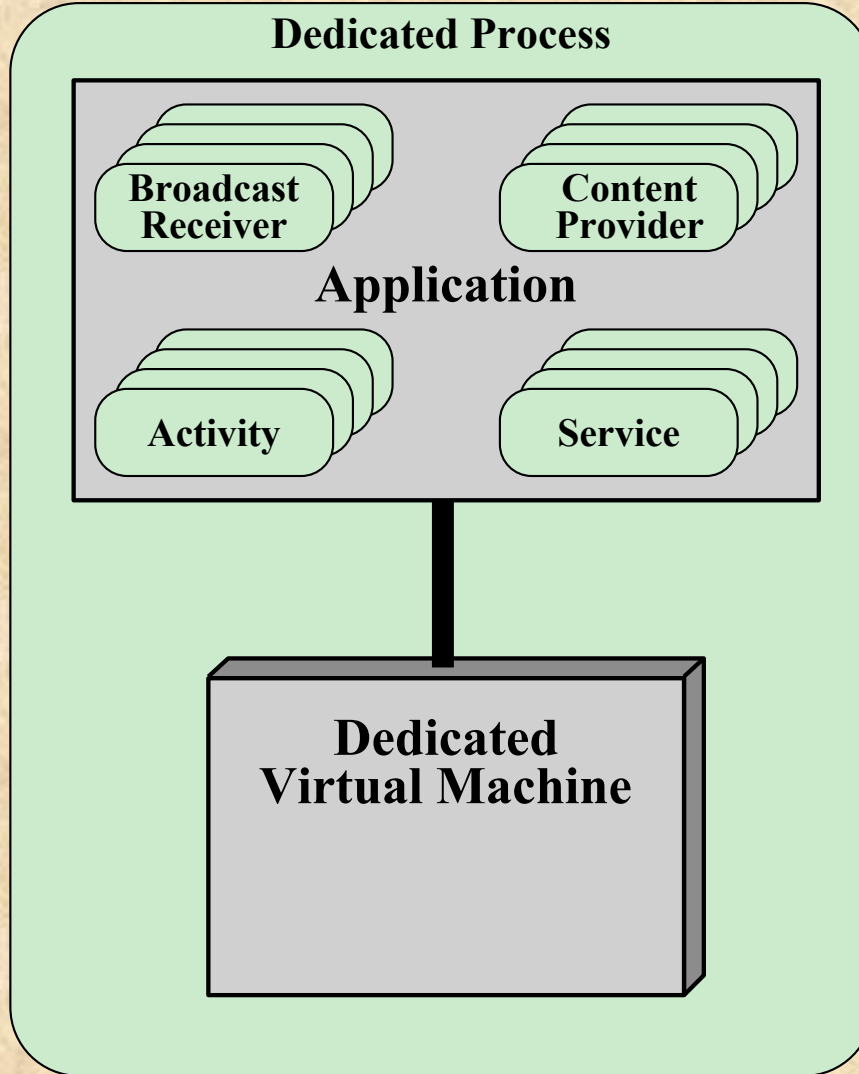 Dedicated Process
Broadcast
Receiver
Content
Provider
Application
Activity
Service
Dedicated
Virtual Machine